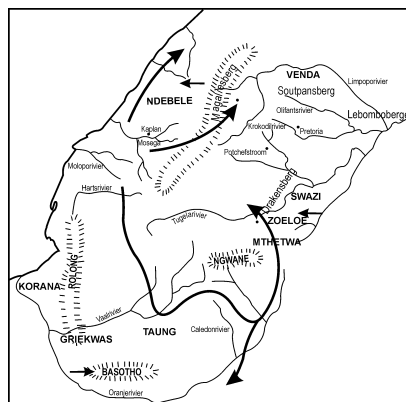 VENDA
Limpoporivier
Magaliesberg
Soutpansberg
NDEBELE
Olifantsrivier
Lebomboberge
Kaplan
Krokodilrivier
Pretoria
Mosega
Potchefstroom
Moloporivier
Drakensberg
SWAZI
Hartsrivier
Tugelarivier
ZOELOE
MTHETWA
NGWANE
ROLONG
KORANA
Vaalrivier
TAUNG
GRIEKWAS
Caledonrivier
BASOTHO
Oranjerivier